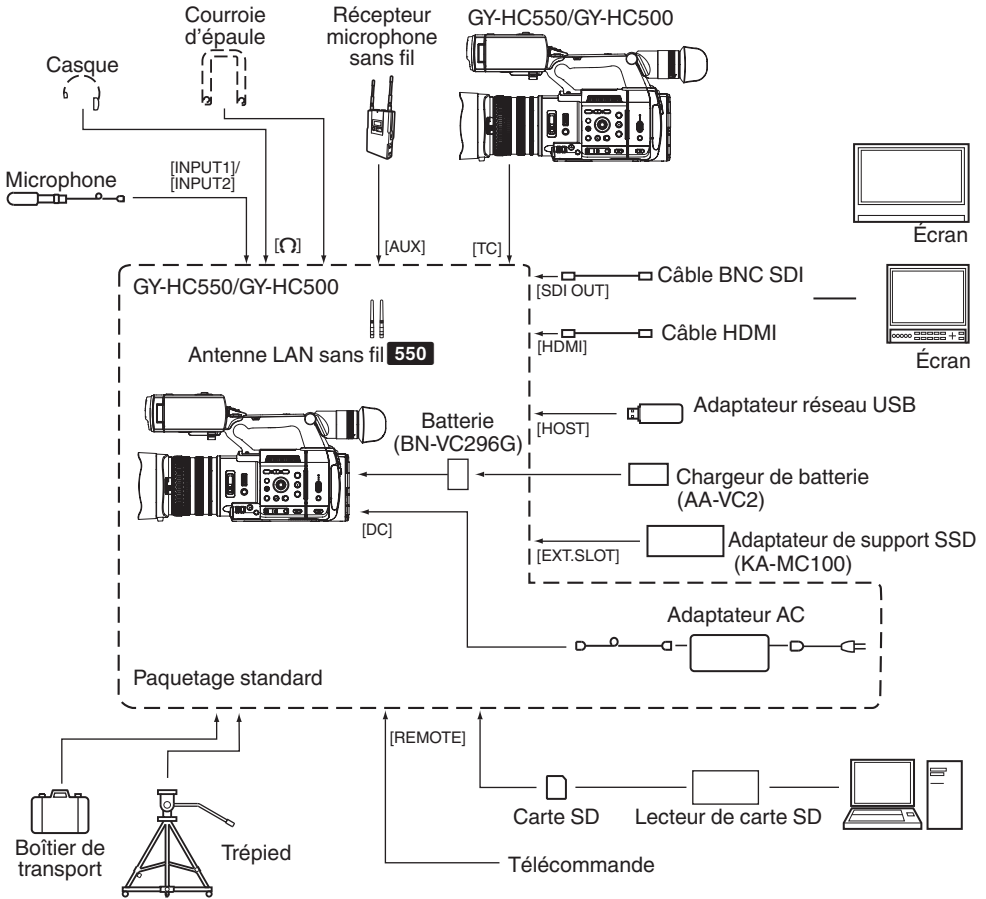 Courroie
d'épaule
Récepteur
microphone
sans fil
GY-HC550/GY-HC500
Casque
[INPUT1]/
[INPUT2]
Microphone
[AUX]
[TC]
Écran
GY-HC550/GY-HC500
[SDI OUT]
Câble BNC SDI
[HDMI]
Câble HDMI
Écran
Antenne LAN sans fil 550
Batterie
(BN-VC296G)
[HOST]
Adaptateur réseau USB
Chargeur de batterie
(AA-VC2)
[DC]
[EXT.SLOT]
Adaptateur de support SSD
(KA-MC100)
Adaptateur AC
Paquetage standard
[REMOTE]
Carte SD
Lecteur de carte SD
Boîtier de
transport
Trépied
Télécommande